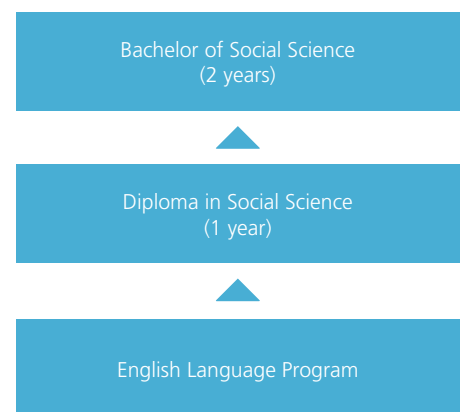 Bachelor of Social Science
(2 years)
Diploma in Social Science
(1 year)
English Language Program